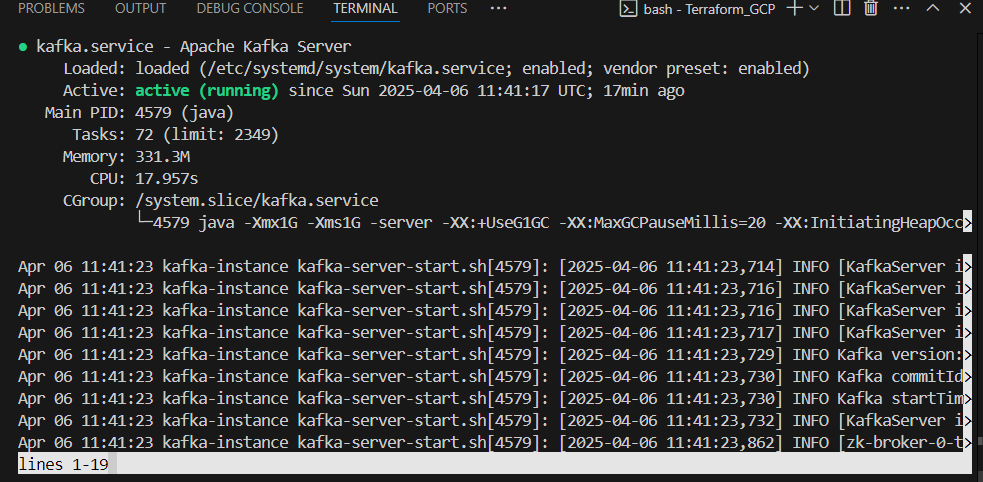 PROBLEMS OUTPUT DEBUG CONSOLE TERMINAL PORTS ··· bash - Terraform_GCP
● kafka.service - Apache Kafka Server
Loaded: loaded (/etc/systemd/system/kafka.service; enabled; vendor preset: enabled)
Active: active (running) since Sun 2025-04-06 11:41:17 UTC; 17min ago
Main PID: 4579 (java)
Tasks: 72 (limit: 2349)
Memory: 331.3M
CPU: 17.957s
CGroup: /system.slice/kafka.service
└─4579 java -Xmx1G -Xms1G -server -XX:+UseG1GC -XX:MaxGCPauseMillis=20 -XX:InitiatingHeapOcc>
Apr 06 11:41:23 kafka-instance kafka-server-start.sh[4579]: [2025-04-06 11:41:23,714] INFO [KafkaServer i>
Apr 06 11:41:23 kafka-instance kafka-server-start.sh[4579]: [2025-04-06 11:41:23,716] INFO [KafkaServer i>
Apr 06 11:41:23 kafka-instance kafka-server-start.sh[4579]: [2025-04-06 11:41:23,716] INFO [KafkaServer i>
Apr 06 11:41:23 kafka-instance kafka-server-start.sh[4579]: [2025-04-06 11:41:23,717] INFO [KafkaServer i>
Apr 06 11:41:23 kafka-instance kafka-server-start.sh[4579]: [2025-04-06 11:41:23,729] INFO Kafka version:>
Apr 06 11:41:23 kafka-instance kafka-server-start.sh[4579]: [2025-04-06 11:41:23,730] INFO Kafka commitId>
Apr 06 11:41:23 kafka-instance kafka-server-start.sh[4579]: [2025-04-06 11:41:23,730] INFO Kafka startTim>
Apr 06 11:41:23 kafka-instance kafka-server-start.sh[4579]: [2025-04-06 11:41:23,732] INFO [KafkaServer i>
Apr 06 11:41:23 kafka-instance kafka-server-start.sh[4579]: [2025-04-06 11:41:23,862] INFO [zk-broker-0-t>
lines 1-19